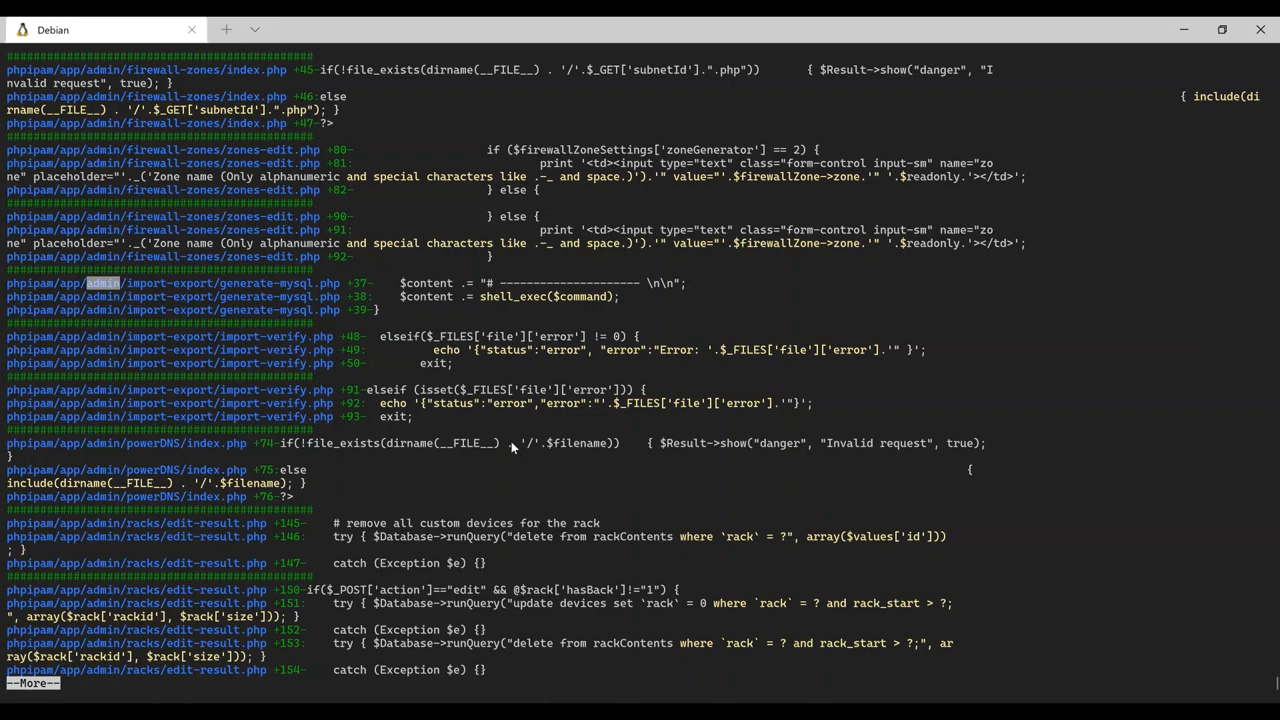 Debian
##############################################
phpipam/app/admin/firewall-zones/index.php +45-if(!file_exists(dirname(__FILE__) . '/'.$_GET['subnetId'].".php")) { $Result->show("danger", "I
nvalid request", true); }
phpipam/app/admin/firewall-zones/index.php +46:else { include(di
rname(__FILE__) . '/'.$_GET['subnetId'].".php"); }
phpipam/app/admin/firewall-zones/index.php +47-?>
##############################################
phpipam/app/admin/firewall-zones/zones-edit.php +80- if ($firewallZoneSettings['zoneGenerator'] == 2) {
phpipam/app/admin/firewall-zones/zones-edit.php +81: print '<td><input type="text" class="form-control input-sm" name="zo
ne" placeholder="'._('Zone name (Only alphanumeric and special characters like .-_ and space.)').'" value="'.$firewallZone->zone.'" '.$readonly.'></td>';
phpipam/app/admin/firewall-zones/zones-edit.php +82- } else {
##############################################
phpipam/app/admin/firewall-zones/zones-edit.php +90- } else {
phpipam/app/admin/firewall-zones/zones-edit.php +91: print '<td><input type="text" class="form-control input-sm" name="zo
ne" placeholder="'._('Zone name (Only alphanumeric and special characters like .-_ and space.)').'" value="'.$firewallZone->zone.'" '.$readonly.'></td>';
phpipam/app/admin/firewall-zones/zones-edit.php +92- }
##############################################
phpipam/app/admin/import-export/generate-mysql.php +37- $content .= "# --------------------- \n\n";
phpipam/app/admin/import-export/generate-mysql.php +38: $content .= shell_exec($command);
phpipam/app/admin/import-export/generate-mysql.php +39-}
##############################################
phpipam/app/admin/import-export/import-verify.php +48- elseif($_FILES['file']['error'] != 0) {
phpipam/app/admin/import-export/import-verify.php +49: echo '{"status":"error", "error":"Error: '.$_FILES['file']['error'].'" }';
phpipam/app/admin/import-export/import-verify.php +50- exit;
##############################################
phpipam/app/admin/import-export/import-verify.php +91-elseif (isset($_FILES['file']['error'])) {
phpipam/app/admin/import-export/import-verify.php +92: echo '{"status":"error","error":"'.$_FILES['file']['error'].'"}';
phpipam/app/admin/import-export/import-verify.php +93- exit;
##############################################
phpipam/app/admin/powerDNS/index.php +74-if(!file_exists(dirname(__FILE__) . '/'.$filename)) { $Result->show("danger", "Invalid request", true);
}
phpipam/app/admin/powerDNS/index.php +75:else {
include(dirname(__FILE__) . '/'.$filename); }
phpipam/app/admin/powerDNS/index.php +76-?>
##############################################
phpipam/app/admin/racks/edit-result.php +145- # remove all custom devices for the rack
phpipam/app/admin/racks/edit-result.php +146: try { $Database->runQuery("delete from rackContents where `rack` = ?", array($values['id']))
; }
phpipam/app/admin/racks/edit-result.php +147- catch (Exception $e) {}
##############################################
phpipam/app/admin/racks/edit-result.php +150-if($_POST['action']=="edit" && @$rack['hasBack']!="1") {
phpipam/app/admin/racks/edit-result.php +151: try { $Database->runQuery("update devices set `rack` = 0 where `rack` = ? and rack_start > ?;
", array($rack['rackid'], $rack['size'])); }
phpipam/app/admin/racks/edit-result.php +152- catch (Exception $e) {}
phpipam/app/admin/racks/edit-result.php +153: try { $Database->runQuery("delete from rackContents where `rack` = ? and rack_start > ?;", ar
ray($rack['rackid'], $rack['size'])); }
phpipam/app/admin/racks/edit-result.php +154- catch (Exception $e) {}
--More--